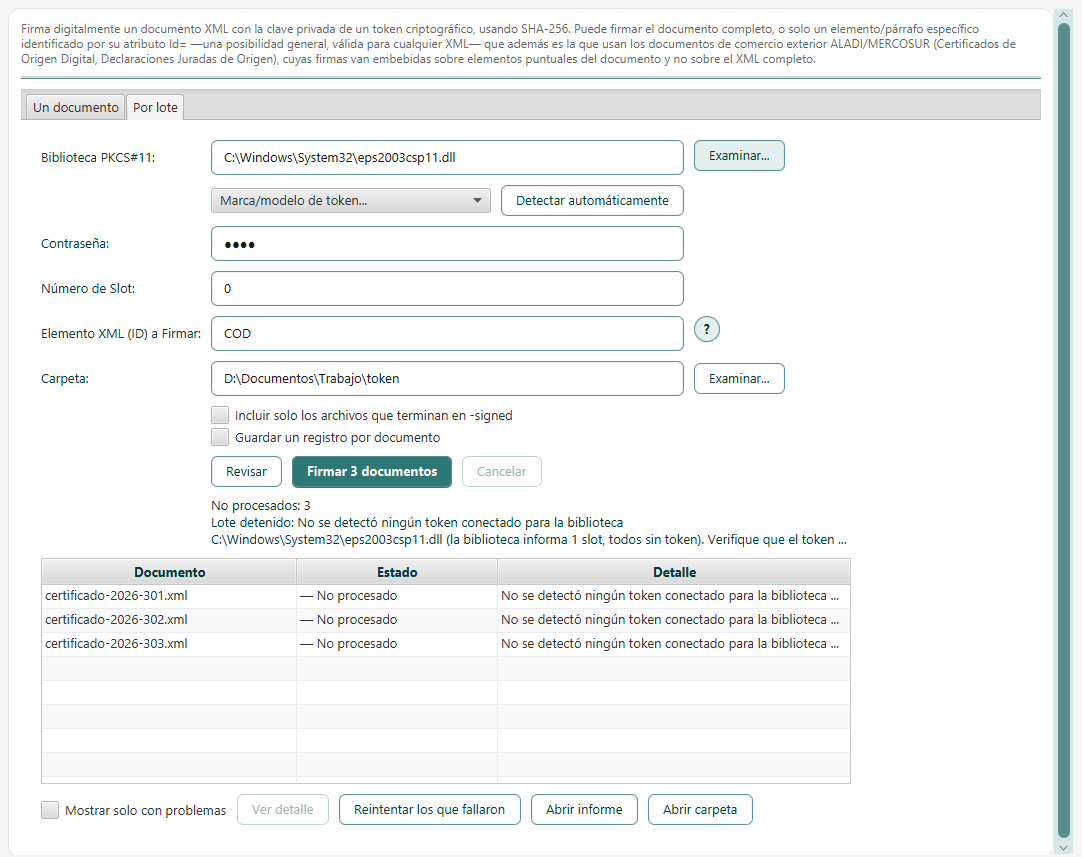 Firma digitalmente un documento XML con la clave privada de un token criptográfico, usando SHA-256. Puede firmar el documento completo, o solo un elemento/párrafo específico
identificado por su atributo Id= —una posibilidad general, válida para cualquier XML— que además es la que usan los documentos de comercio exterior ALADI/MERCOSUR (Certificados de
Origen Digital, Declaraciones Juradas de Origen), cuyas firmas van embebidas sobre elementos puntuales del documento y no sobre el XML completo.
Un documento Por lote
Biblioteca PKCS#11: C:\Windows\System32\eps2003csp11.dll Examinar...
Marca/modelo de token... Detectar automáticamente
Contraseña: ●●●●
Número de Slot: 0
Elemento XML (ID) a Firmar: COD ?
Carpeta: D:\Documentos\Trabajo\token Examinar...
Incluir solo los archivos que terminan en -signed
Guardar un registro por documento
Revisar Firmar 3 documentos Cancelar
No procesados: 3
Lote detenido: No se detectó ningún token conectado para la biblioteca
C:\Windows\System32\eps2003csp11.dll (la biblioteca informa 1 slot, todos sin token). Verifique que el token ...
Documento Estado Detalle
certificado-2026-301.xml — No procesado No se detectó ningún token conectado para la biblioteca ...
certificado-2026-302.xml — No procesado No se detectó ningún token conectado para la biblioteca ...
certificado-2026-303.xml — No procesado No se detectó ningún token conectado para la biblioteca ...
Mostrar solo con problemas Ver detalle Reintentar los que fallaron Abrir informe Abrir carpeta